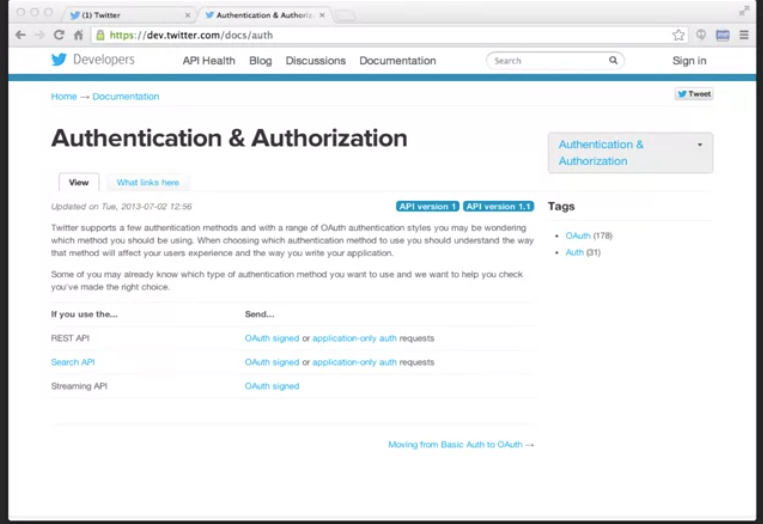 (1) Twitter
Authentication & Authoriz
https://dev.twitter.com/docs/auth
Developers
API Health
Blog
Discussions
Documentation
Search
Sign in
Home → Documentation
Tweet
Authentication & Authorization
Authentication &
Authorization
View
What links here
Updated on Tue, 2013-07-02 12:56
API version 1
API version 1.1
Tags
Twitter supports a few authentication methods and with a range of OAuth authentication styles you may be wondering
which method you should be using. When choosing which authentication method to use you should understand the way
that method will affect your users experience and the way you write your application.
OAuth (178)
Auth (31)
Some of you may already know which type of authentication method you want to use and we want to help you check
you've made the right choice.
If you use the... Send...
REST API OAuth signed or application-only auth requests
Search API OAuth signed or application-only auth requests
Streaming API OAuth signed
Moving from Basic Auth to OAuth →